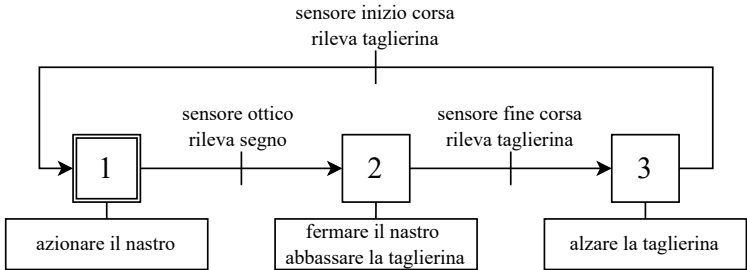 sensore inizio corsa
rileva taglierina
sensore ottico
rileva segno
sensore fine corsa
rileva taglierina
1
2
3
azionare il nastro
fermare il nastro
abbassare la taglierina
alzare la taglierina